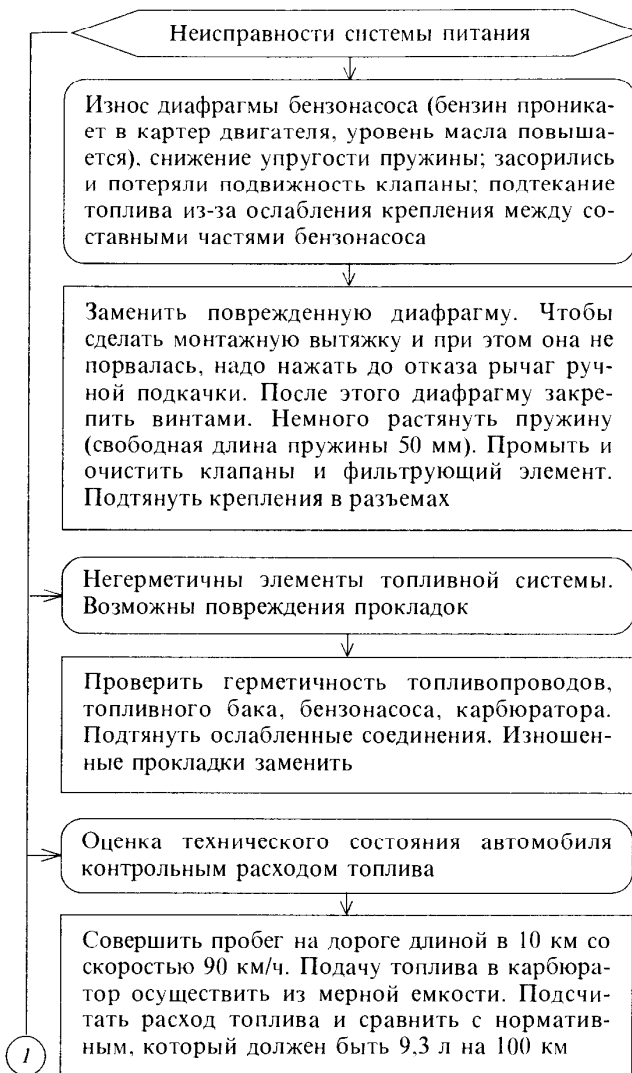 Неисправности системы питания
Износ диафрагмы бензонасоса (бензин проника-
ет в картер двигателя, уровень масла повыша-
ется), снижение упругости пружины; засорились
и потеряли подвижность клапаны; подтекание
топлива из-за ослабления крепления между со-
ставными частями бензонасоса
Заменить поврежденную диафрагму. Чтобы
сделать монтажную вытяжку и при этом она не
порвалась, надо нажать до отказа рычаг руч-
ной подкачки. После этого диафрагму закре-
пить винтами. Немного растянуть пружину
(свободная длина пружины 50 мм). Промыть и
очистить клапаны и фильтрующий элемент.
Подтянуть крепления в разъемах
Негерметичны элементы топливной системы.
Возможны повреждения прокладок
Проверить герметичность топливопроводов,
топливного бака, бензонасоса, карбюратора.
Подтянуть ослабленные соединения. Изношен-
ные прокладки заменить
Оценка технического состояния автомобиля
контрольным расходом топлива
Совершить пробег на дороге длиной в 10 км со
скоростью 90 км/ч. Подачу топлива в карбюра-
тор осуществить из мерной емкости. Подсчи-
тать расход топлива и сравнить с норматив-
ным, который должен быть 9,3 л на 100 км
1